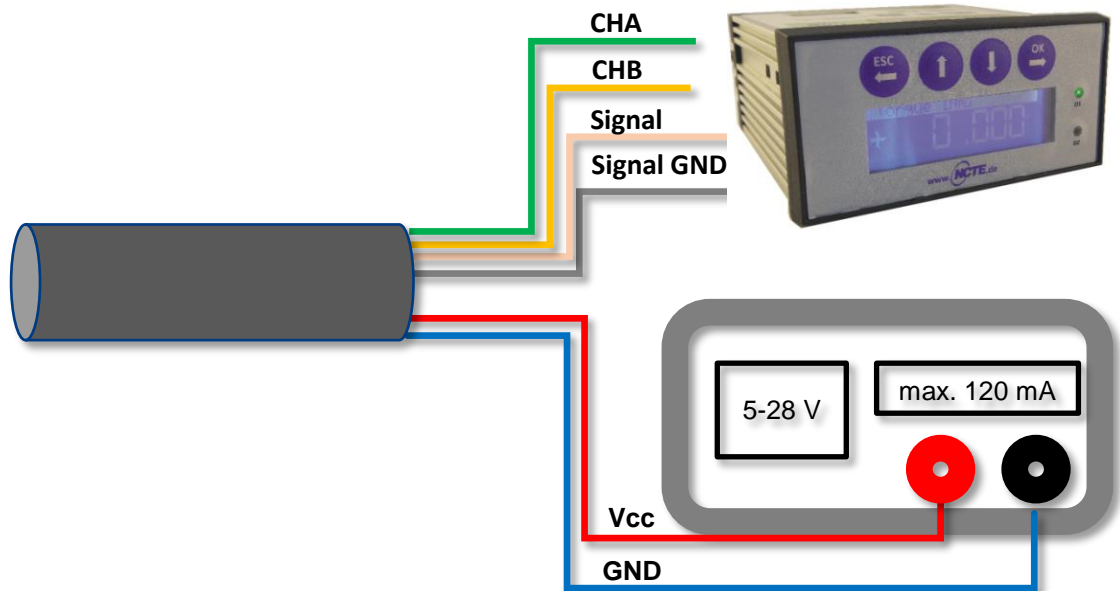 CHA
CHB
Signal
Signal GND
ESC
OK
0.000
www.NCTE.de
5-28 V
max. 120 mA
Vcc
GND